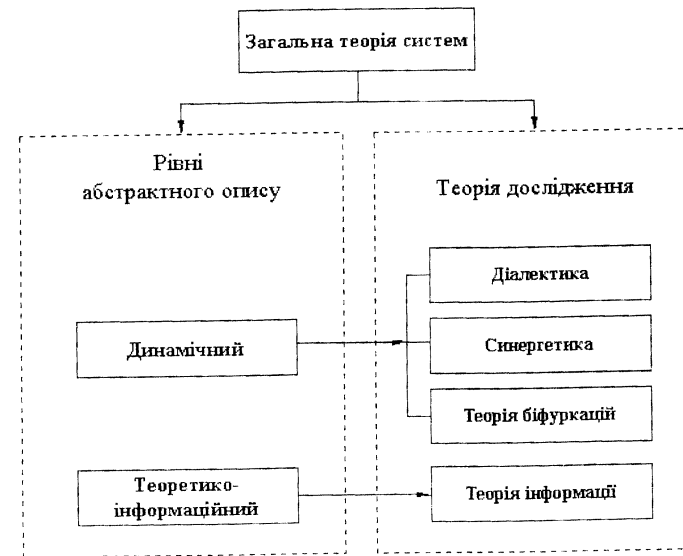 Загальна теорія систем
Рівні
абстрактного опису
Теорія дослідження
Діалектика
Динамічний
Синергетика
Теорія біфуркацій
Теоретико-
інформаційний
Теорія інформації